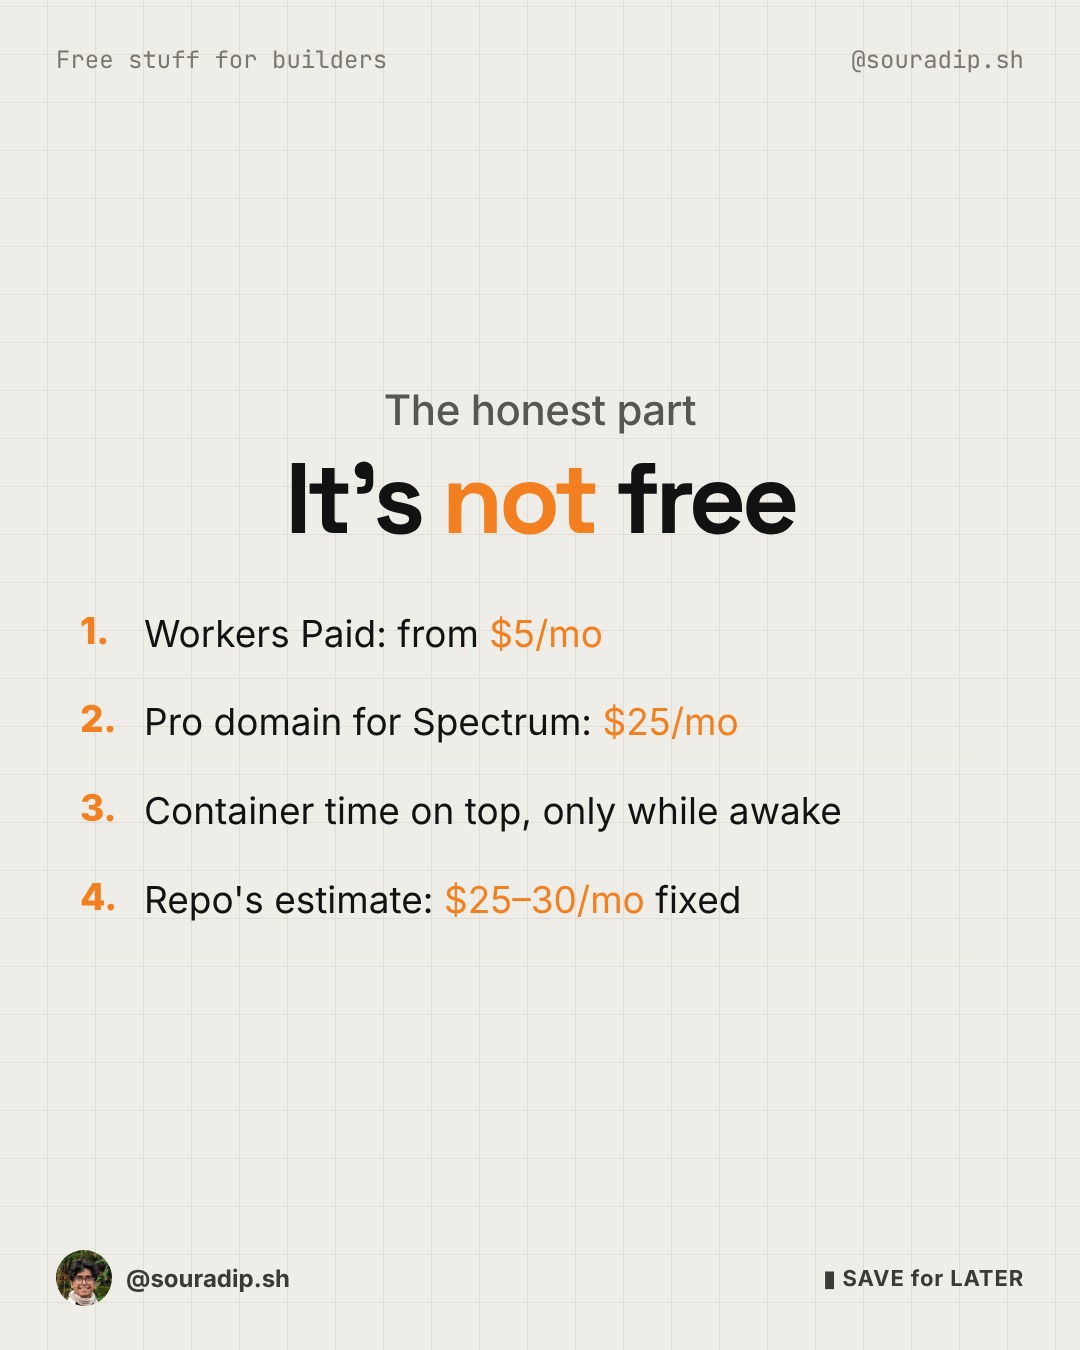 Free stuff for builders
@souradip.sh
The honest part
It’s not free
1. Workers Paid: from $5/mo
2. Pro domain for Spectrum: $25/mo
3. Container time on top, only while awake
4. Repo's estimate: $25–30/mo fixed
@souradip.sh
SAVE for LATER